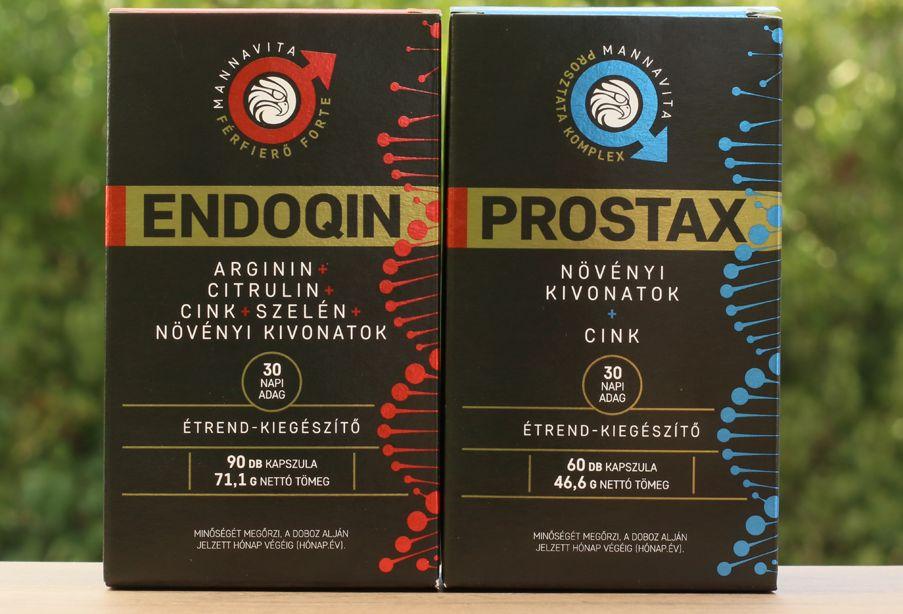 MANNAVITA
FÉRFIERŐ FORTE
ENDOQIN
ARGININ+
CITRULIN+
CINK+SZELÉN+
NÖVÉNYI KIVONATOK
30
NAPI
ADAG
ÉTREND-KIEGÉSZÍTŐ
90 DB KAPSZULA
71,1 G NETTÓ TÖMEG
MINŐSÉGÉT MEGŐRZI, A DOBOZ ALJÁN
JELZETT HÓNAP VÉGÉIG (HÓNAP.ÉV).
MANNAVITA
PROSZTATA KOMPLEX
PROSTAX
NÖVÉNYI
KIVONATOK
+
CINK
30
NAPI
ADAG
ÉTREND-KIEGÉSZÍTŐ
60 DB KAPSZULA
46,6 G NETTÓ TÖMEG
MINŐSÉGÉT MEGŐRZI, A DOBOZ ALJÁN
JELZETT HÓNAP VÉGÉIG (HÓNAP.ÉV).